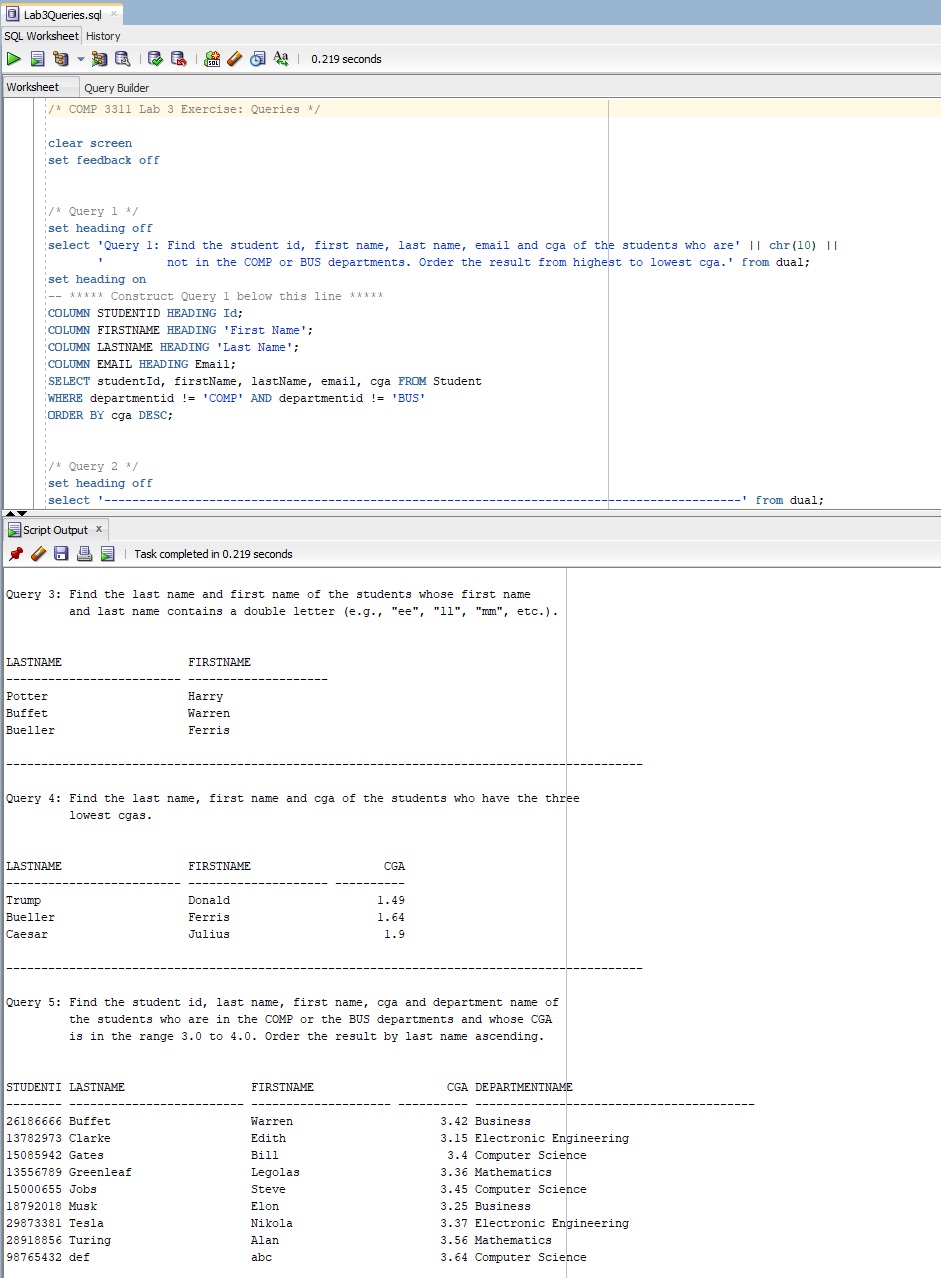 Lab3Queries.sql
SQL Worksheet History
0.219 seconds
Worksheet Query Builder
/* COMP 3311 Lab 3 Exercise: Queries */
clear screen
set feedback off
/* Query 1 */
set heading off
select 'Query 1: Find the student id, first name, last name, email and cga of the students who are' || chr(10) ||
' not in the COMP or BUS departments. Order the result from highest to lowest cga.' from dual;
set heading on
-- ***** Construct Query 1 below this line *****
COLUMN STUDENTID HEADING Id;
COLUMN FIRSTNAME HEADING 'First Name';
COLUMN LASTNAME HEADING 'Last Name';
COLUMN EMAIL HEADING Email;
SELECT studentId, firstName, lastName, email, cga FROM Student
WHERE departmentid != 'COMP' AND departmentid != 'BUS'
ORDER BY cga DESC;
/* Query 2 */
set heading off
select '-------------------------------------------------------------------------------------------' from dual;
Script Output x
Task completed in 0.219 seconds
Query 3: Find the last name and first name of the students whose first name
and last name contains a double letter (e.g., "ee", "ll", "mm", etc.).
LASTNAME FIRSTNAME
------------------------- --------------------
Potter Harry
Buffet Warren
Bueller Ferris
-------------------------------------------------------------------------------------------
Query 4: Find the last name, first name and cga of the students who have the three
lowest cgas.
LASTNAME FIRSTNAME CGA
------------------------- -------------------- ----------
Trump Donald 1.49
Bueller Ferris 1.64
Caesar Julius 1.9
-------------------------------------------------------------------------------------------
Query 5: Find the student id, last name, first name, cga and department name of
the students who are in the COMP or the BUS departments and whose CGA
is in the range 3.0 to 4.0. Order the result by last name ascending.
STUDENTI LASTNAME FIRSTNAME CGA DEPARTMENTNAME
-------- ------------------------- -------------------- ---------- ----------------------------------------
26186666 Buffet Warren 3.42 Business
13782973 Clarke Edith 3.15 Electronic Engineering
15085942 Gates Bill 3.4 Computer Science
13556789 Greenleaf Legolas 3.36 Mathematics
15000655 Jobs Steve 3.45 Computer Science
18792018 Musk Elon 3.25 Business
29873381 Tesla Nikola 3.37 Electronic Engineering
28918856 Turing Alan 3.56 Mathematics
98765432 def abc 3.64 Computer Science